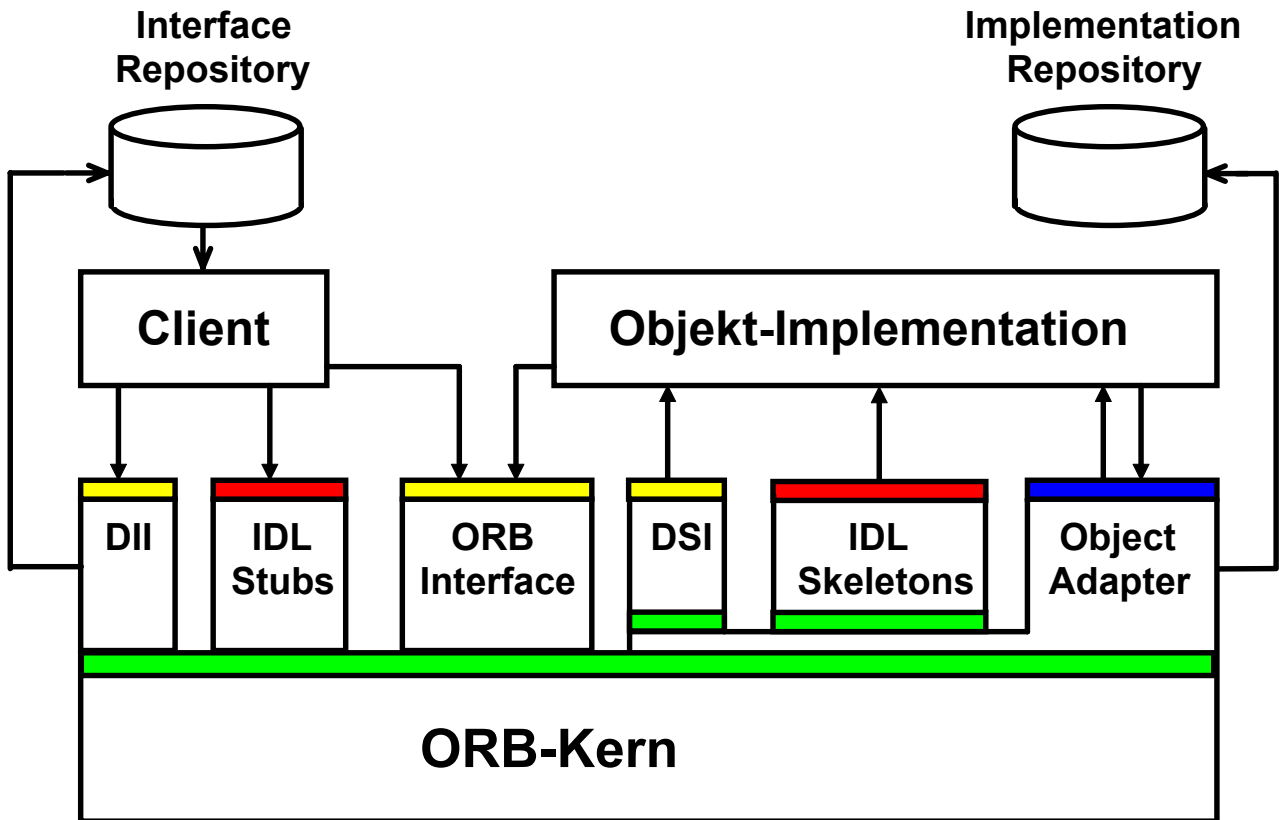 Interface
Repository
Implementation
Repository
Client
Objekt-Implementation
DII
IDL
Stubs
ORB
Interface
DSI
IDL
Skeletons
Object
Adapter
ORB-Kern